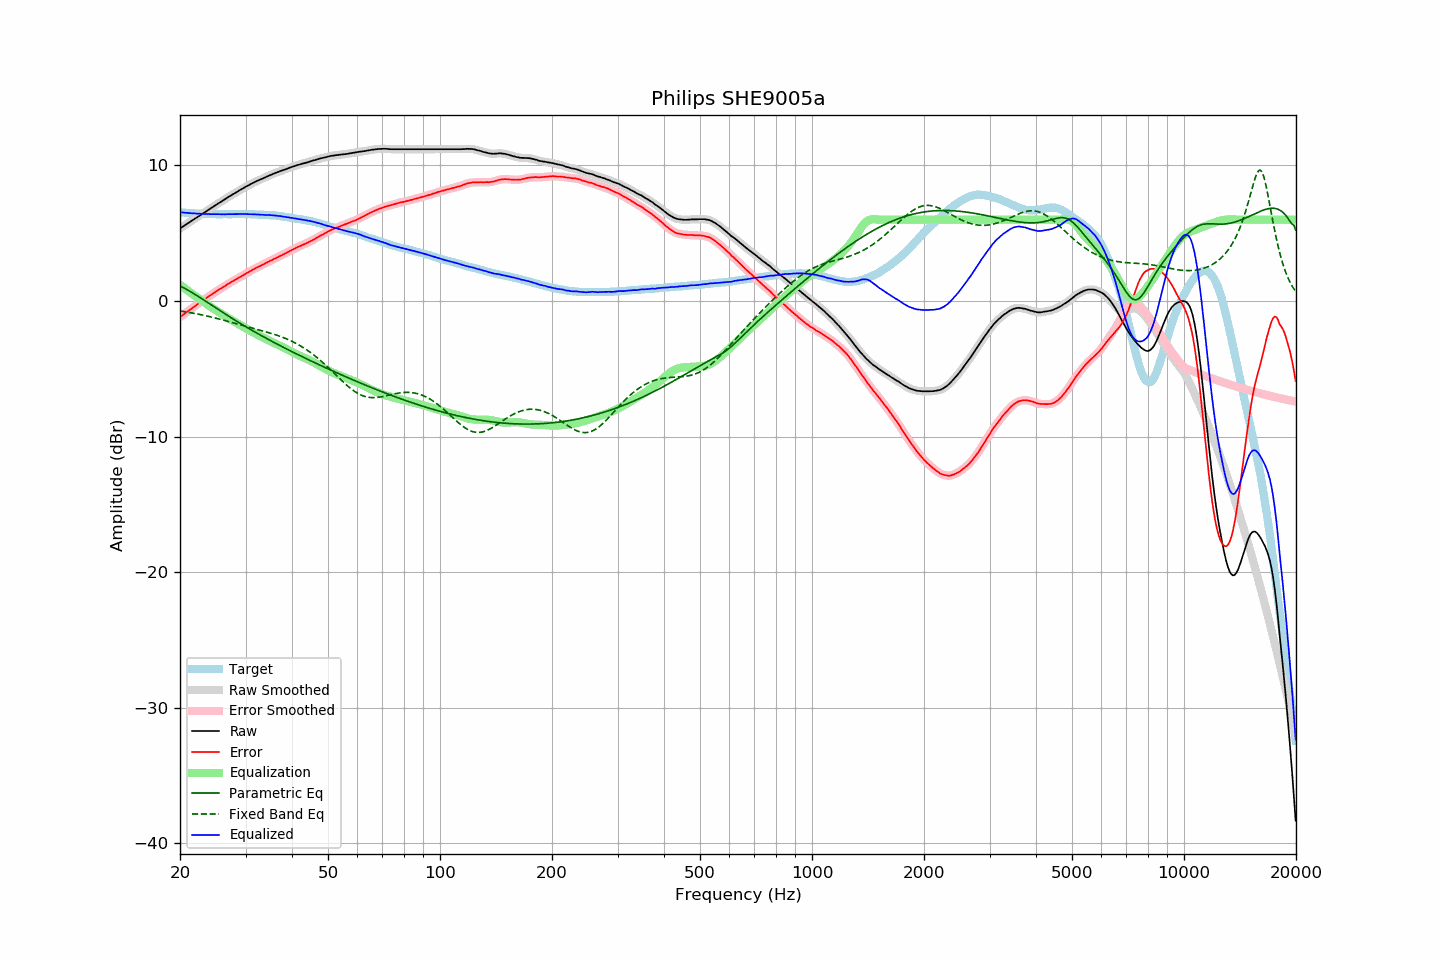 Philips SHE9005a
Amplitude (dBr)
10
0
−10
−20
−30
−40
Target
Raw Smoothed
Error Smoothed
Raw
Error
Equalization
Parametric Eq
Fixed Band Eq
Equalized
20 50 100 200 500 1000 2000 5000 10000 20000
Frequency (Hz)